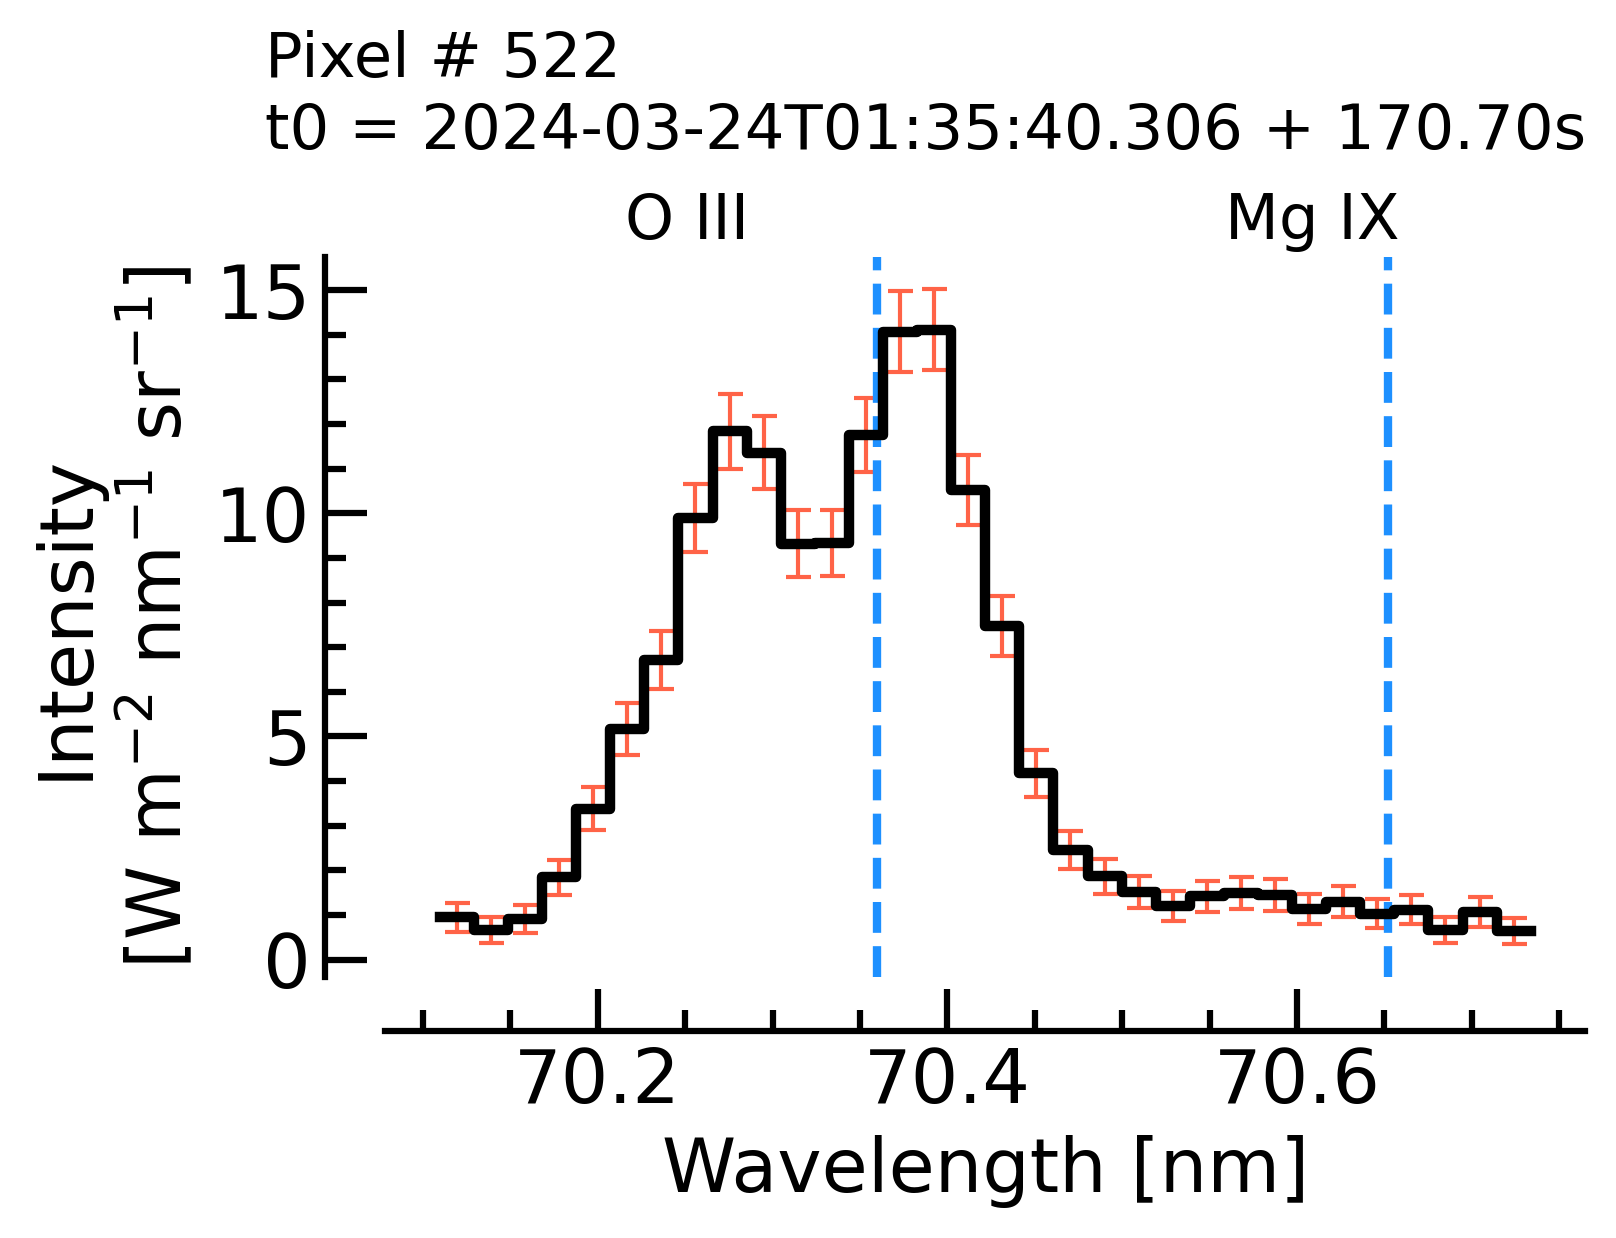 Pixel # 522
t0 = 2024-03-24T01:35:40.306 + 170.70s
O III
Mg IX
Intensity
[W m⁻² nm⁻¹ sr⁻¹]
15
10
5
0
70.2
70.4
70.6
Wavelength [nm]